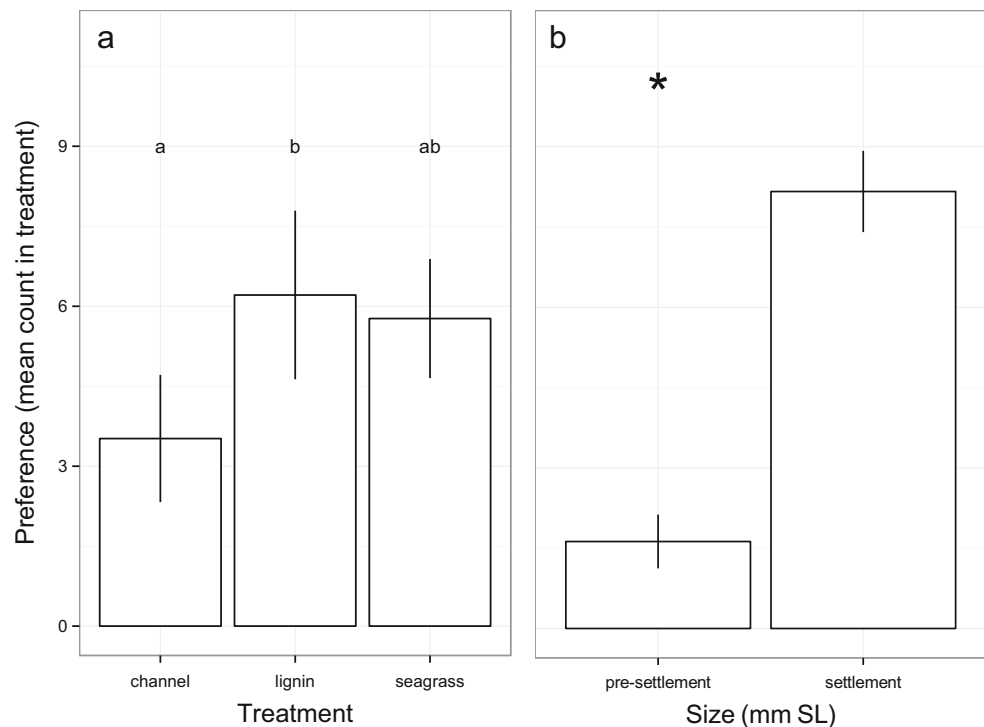 a
b
*
Preference (mean count in treatment)
9
6
3
0
a
b
ab
channel
lignin
seagrass
pre-settlement
settlement
Treatment
Size (mm SL)